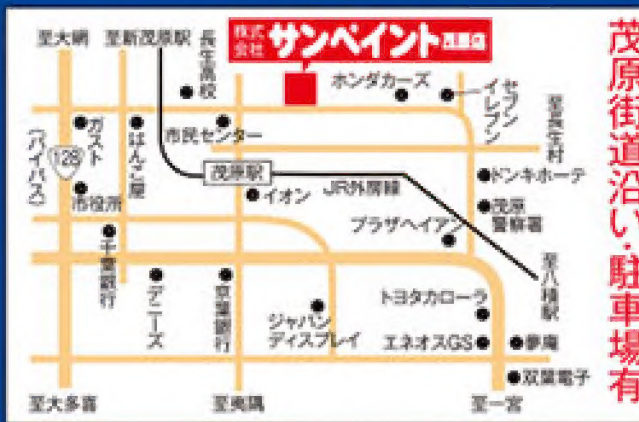 至大網
至新茂原駅
長生高校
株式会社
サンペイント茂原店
ホンダカーズ
セブンイレブン
至長生村
ガスト
はんこ屋
市民センター
128
(バイパス)
茂原駅
JR外房線
イオン
ドンキホーテ
茂原警察署
市役所
プラザヘイアン
千葉銀行
デニーズ
京葉銀行
ジャパンディスプレイ
トヨタカローラ
至八積駅
エネオスGS
夢庵
双葉電子
至大多喜
至夷隅
至一宮
茂原街道沿い・駐車場有